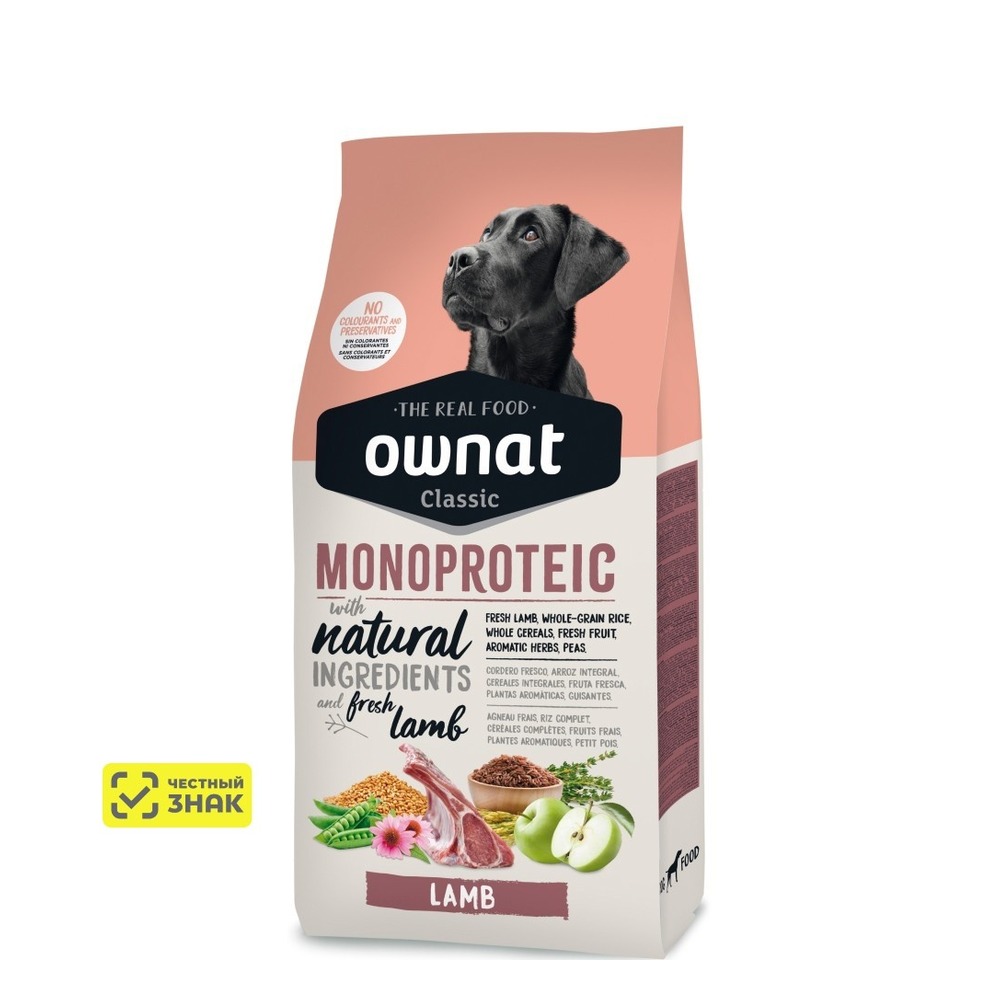 NO
COLOURANTS AND
PRESERVATIVES
SIN COLORANTES
NI CONSERVANTES
SANS COLORANTS ET
CONSERVATEURS
·THE REAL FOOD·
ownat
Classic
MONOPROTEIC
with
natural
INGREDIENTS
and fresh
lamb
FRESH LAMB, WHOLE-GRAIN RICE,
WHOLE CEREALS, FRESH FRUIT,
AROMATIC HERBS, PEAS.
CORDERO FRESCO, ARROZ INTEGRAL,
CEREALES INTEGRALES, FRUTA FRESCA,
PLANTAS AROMÁTICAS, GUISANTES.
AGNEAU FRAIS, RIZ COMPLET,
CÉRÉALES COMPLÈTES, FRUITS FRAIS,
PLANTES AROMATIQUES, PETIT POIS.
LAMB
FOOD
ЧЕСТНЫЙ
ЗНАК